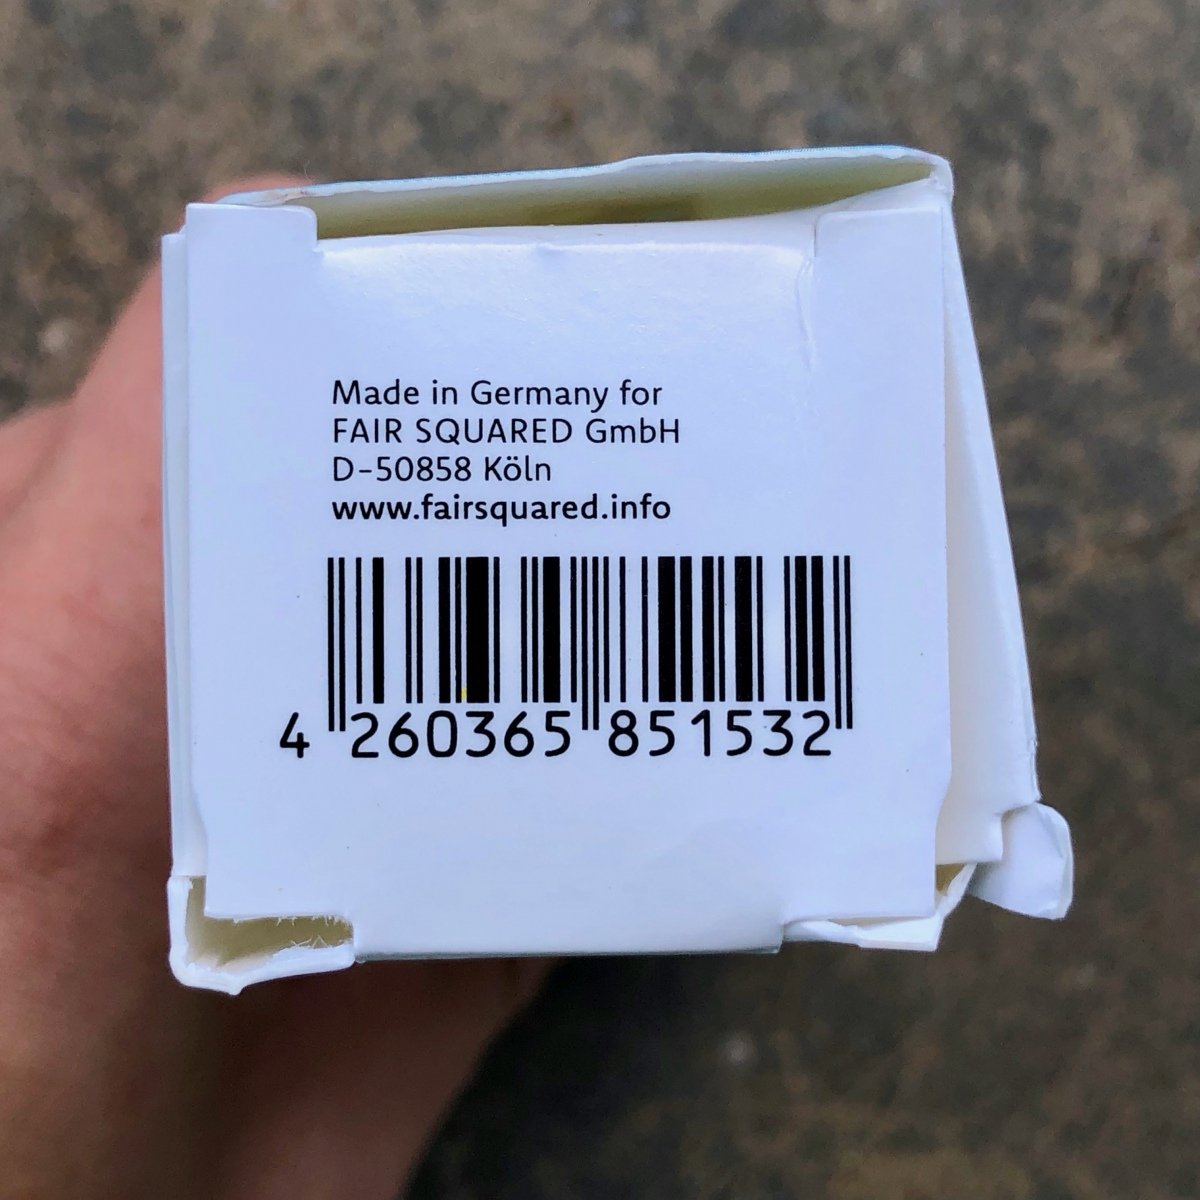 Made in Germany for
FAIR SQUARED GmbH
D-50858 Köln
www.fairsquared.info
4 260365 851532